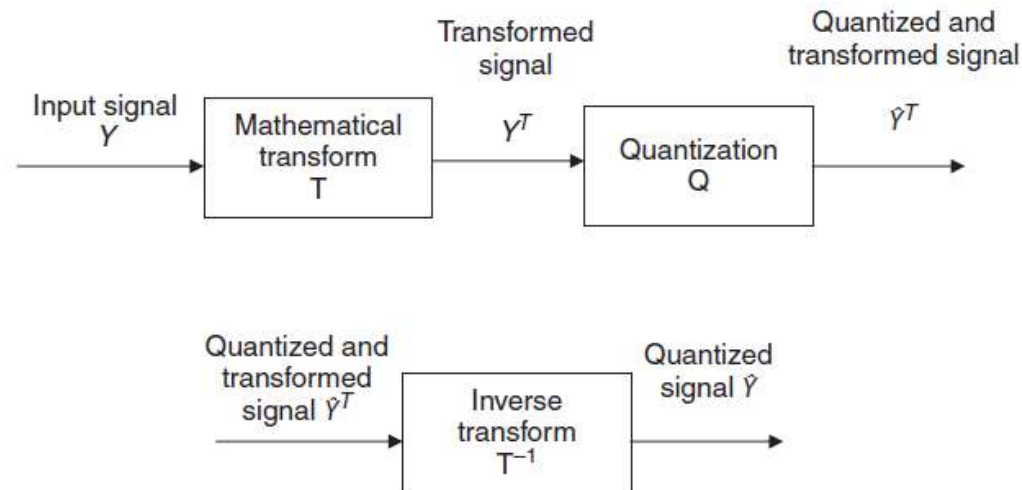 Input signal
Y
Mathematical
transform
T
Transformed
signal
Y^T
Quantization
Q
Quantized and
transformed signal
Ŷ^T
Quantized and
transformed
signal Ŷ^T
Inverse
transform
T⁻¹
Quantized
signal Ŷ